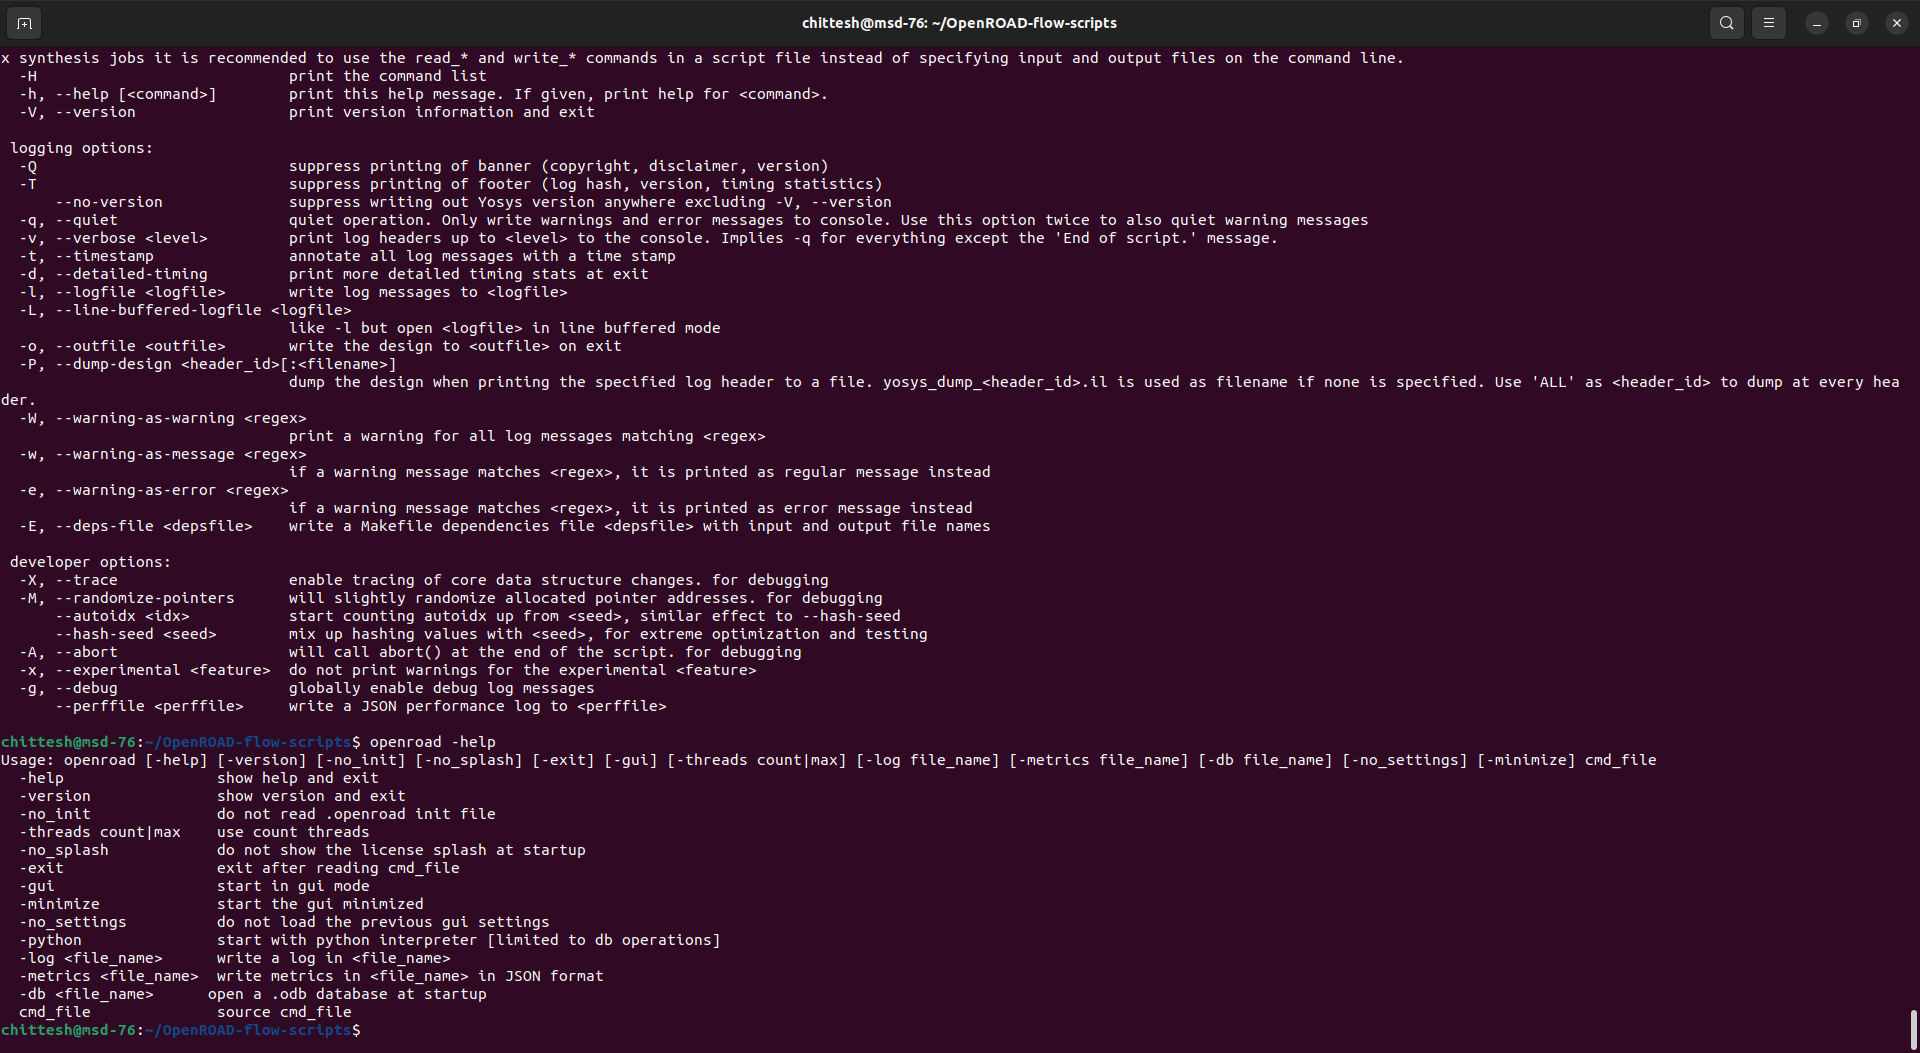 chittesh@msd-76: ~/OpenROAD-flow-scripts
x synthesis jobs it is recommended to use the read_* and write_* commands in a script file instead of specifying input and output files on the command line.
  -H                            print the command list
  -h, --help [<command>]        print this help message. If given, print help for <command>.
  -V, --version                 print version information and exit

 logging options:
  -Q                            suppress printing of banner (copyright, disclaimer, version)
  -T                            suppress printing of footer (log hash, version, timing statistics)
      --no-version              suppress writing out Yosys version anywhere excluding -V, --version
  -q, --quiet                   quiet operation. Only write warnings and error messages to console. Use this option twice to also quiet warning messages
  -v, --verbose <level>         print log headers up to <level> to the console. Implies -q for everything except the 'End of script.' message.
  -t, --timestamp               annotate all log messages with a time stamp
  -d, --detailed-timing         print more detailed timing stats at exit
  -l, --logfile <logfile>       write log messages to <logfile>
  -L, --line-buffered-logfile <logfile>
                                like -l but open <logfile> in line buffered mode
  -o, --outfile <outfile>       write the design to <outfile> on exit
  -P, --dump-design <header_id>[:<filename>]
                                dump the design when printing the specified log header to a file. yosys_dump_<header_id>.il is used as filename if none is specified. Use 'ALL' as <header_id> to dump at every hea
der.
  -W, --warning-as-warning <regex>
                                print a warning for all log messages matching <regex>
  -w, --warning-as-message <regex>
                                if a warning message matches <regex>, it is printed as regular message instead
  -e, --warning-as-error <regex>
                                if a warning message matches <regex>, it is printed as error message instead
  -E, --deps-file <depsfile>    write a Makefile dependencies file <depsfile> with input and output file names

 developer options:
  -X, --trace                   enable tracing of core data structure changes. for debugging
  -M, --randomize-pointers      will slightly randomize allocated pointer addresses. for debugging
      --autoidx <idx>           start counting autoidx up from <seed>, similar effect to --hash-seed
      --hash-seed <seed>        mix up hashing values with <seed>, for extreme optimization and testing
  -A, --abort                   will call abort() at the end of the script. for debugging
  -x, --experimental <feature>  do not print warnings for the experimental <feature>
  -g, --debug                   globally enable debug log messages
      --perffile <perffile>     write a JSON performance log to <perffile>

chittesh@msd-76:~/OpenROAD-flow-scripts$ openroad -help
Usage: openroad [-help] [-version] [-no_init] [-no_splash] [-exit] [-gui] [-threads count|max] [-log file_name] [-metrics file_name] [-db file_name] [-no_settings] [-minimize] cmd_file
  -help                 show help and exit
  -version              show version and exit
  -no_init              do not read .openroad init file
  -threads count|max    use count threads
  -no_splash            do not show the license splash at startup
  -exit                 exit after reading cmd_file
  -gui                  start in gui mode
  -minimize             start the gui minimized
  -no_settings          do not load the previous gui settings
  -python               start with python interpreter [limited to db operations]
  -log <file_name>      write a log in <file_name>
  -metrics <file_name>  write metrics in <file_name> in JSON format
  -db <file_name>      open a .odb database at startup
  cmd_file              source cmd_file
chittesh@msd-76:~/OpenROAD-flow-scripts$